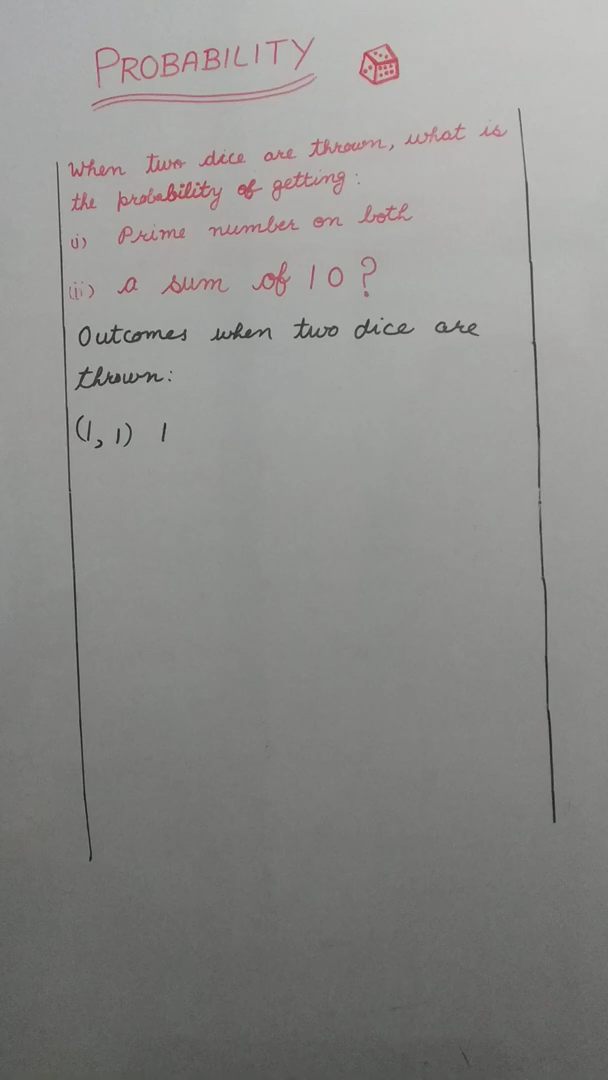 PROBABILITY
When two dice are thrown, what is
the probability of getting:
(i) Prime number on both
(ii) a sum of 10?
Outcomes when two dice are
thrown:
(1, 1) 1